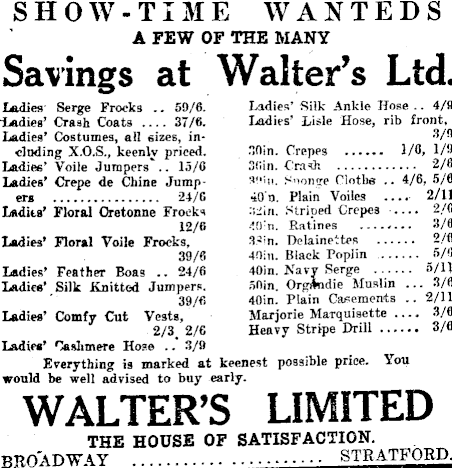 SHOW-TIME WANTEDS
A FEW OF THE MANY
Savings at Walter's Ltd.
Ladies' Serge Frocks .. 59/6.
Ladies' Crash Coats .... 37/6.
Ladies' Costumes, all sizes, in-
cluding X.O.S., keenly priced.
Ladies' Voile Jumpers .. 15/6
Ladies' Crepe de Chine Jump-
ers ................. 24/6
Ladies' Floral Cretonne Frocks
12/6
Ladies' Floral Voile Frocks,
39/6
Ladies' Feather Boas .. 24/6
Ladies' Silk Knitted Jumpers.
39/6
Ladies' Comfy Cut Vests,
2/3, 2/6
Ladies' Cashmere Hose .. 3/9
Ladies' Silk Ankle Hose .. 4/9
Ladies' Lisle Hose, rib front,
3/9
30in. Crepes ...... 1/6, 1/9
36in. Crash ............ 2/6
Sponge Cloths .. 4/6, 5/6
40in. Plain Voiles .... 2/11
32in. Striped Crepes .... 2/6
40in. Ratines ...... 3/6
38in. Delainettes ...... 2/6
40in. Black Poplin ...... 5/6
40in. Navy Serge ...... 5/11
50in. Organdie Muslin ... 3/6
40in. Plain Casements .. 2/11
Marjorie Marquisette .... 3/6
Heavy Stripe Drill ...... 3/6
Everything is marked at keenest possible price. You
would be well advised to buy early.
WALTER'S LIMITED
THE HOUSE OF SATISFACTION.
BROADWAY ..................... STRATFORD.